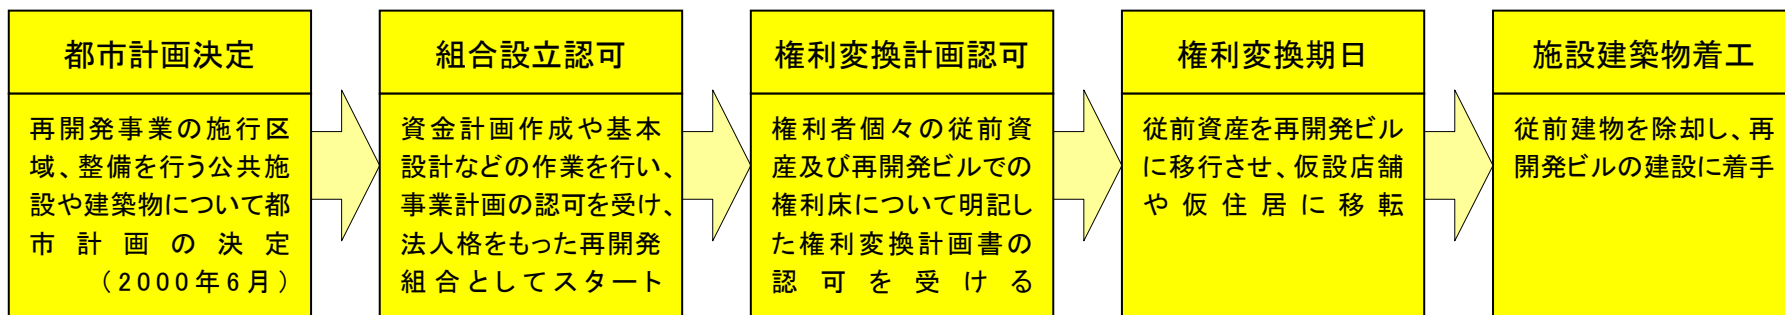 都市計画決定
再開発事業の施行区
域、整備を行う公共施
設や建築物について都
市計画の決定
(2000年6月)
組合設立認可
資金計画作成や基本
設計などの作業を行い、
事業計画の認可を受け、
法人格をもった再開発
組合としてスタート
権利変換計画認可
権利者個々の従前資
産及び再開発ビルでの
権利床について明記し
た権利変換計画書の
認可を受ける
権利変換期日
従前資産を再開発ビル
に移行させ、仮設店舗
や仮住居に移転
施設建築物着工
従前建物を除却し、再
開発ビルの建設に着手